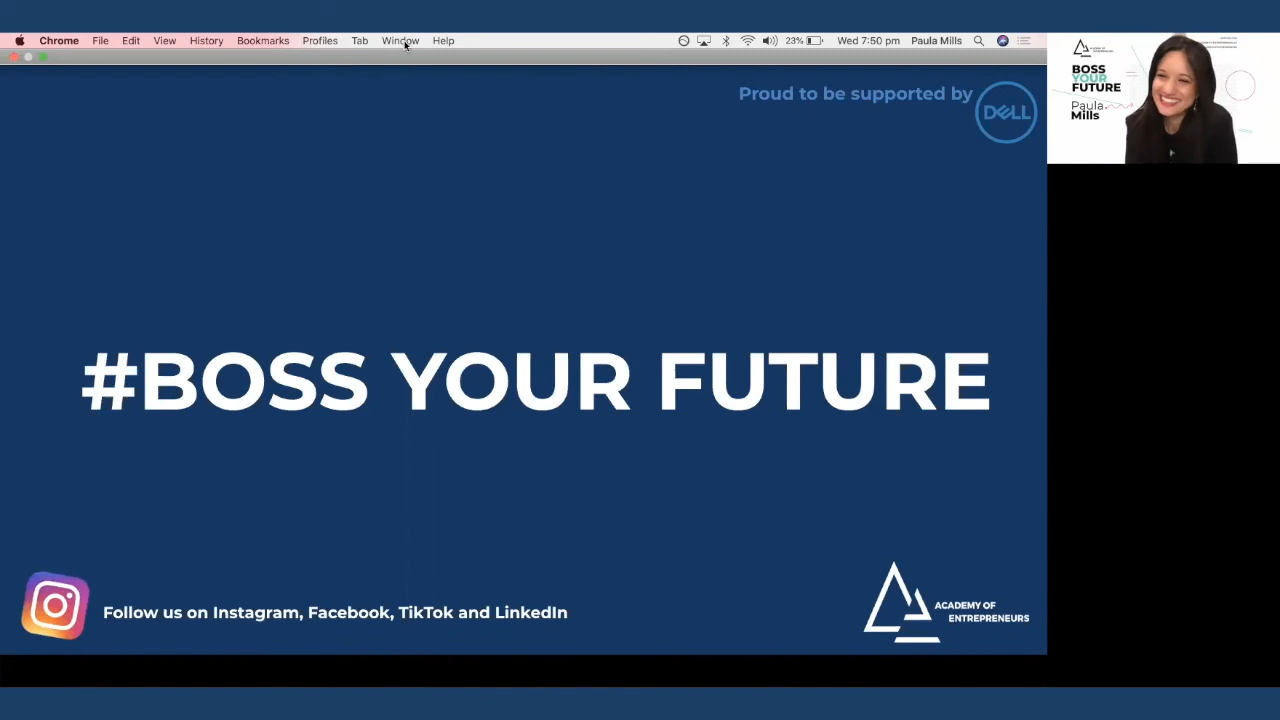 Chrome File Edit View History Bookmarks Profiles Tab Window Help 23% Wed 7:50 pm Paula Mills
Proud to be supported by
DELL
BOSS
YOUR
FUTURE
Paula
Mills
#BOSS YOUR FUTURE
Follow us on Instagram, Facebook, TikTok and LinkedIn
ACADEMY OF
ENTREPRENEURS